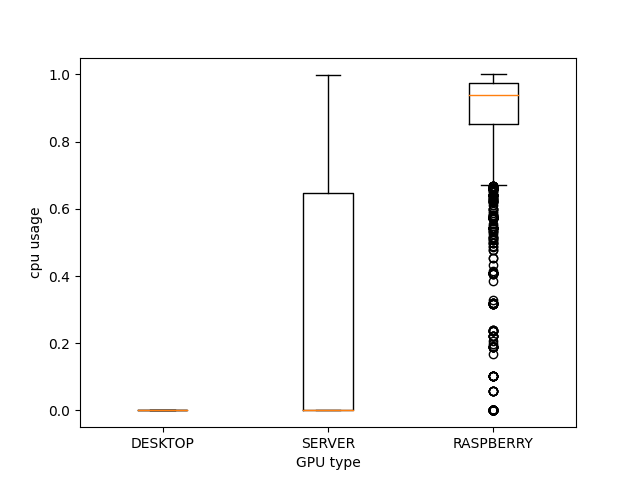 1.0
0.8
0.6
0.4
0.2
0.0
cpu usage
DESKTOP
SERVER
RASPBERRY
GPU type